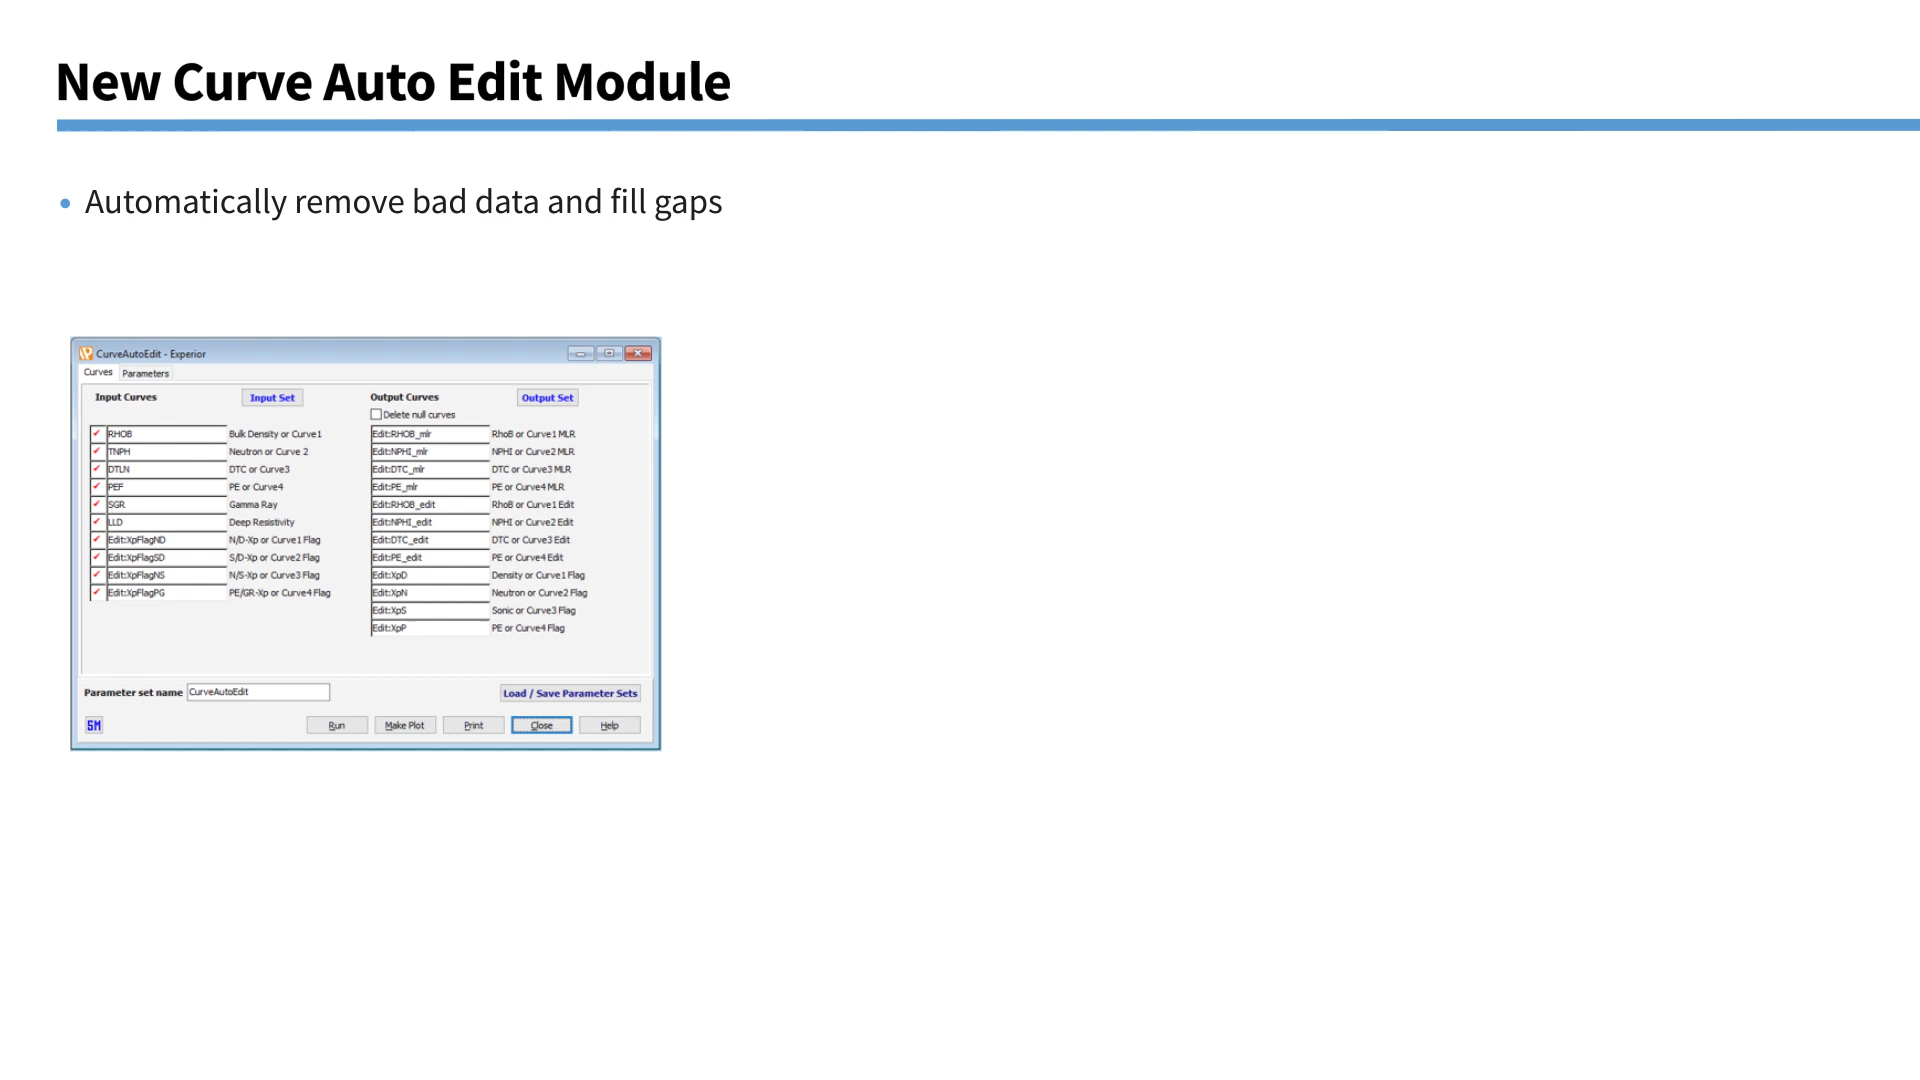 New Curve Auto Edit Module
• Automatically remove bad data and fill gaps
CurveAutoEdit - Experior
Curves Parameters
Input Curves Input Set Output Curves Output Set
Delete null curves
RHOB Bulk Density or Curve1 Edit:RHOB_mlr RhoB or Curve1 MLR
TNPH Neutron or Curve 2 Edit:NPHI_mlr NPHI or Curve2 MLR
DTLN DTC or Curve3 Edit:DTC_mlr DTC or Curve3 MLR
PEF PE or Curve4 Edit:PE_mlr PE or Curve4 MLR
SGR Gamma Ray Edit:RHOB_edit RhoB or Curve1 Edit
LLD Deep Resistivity Edit:NPHI_edit NPHI or Curve2 Edit
Edit:XpFlagND N/D-Xp or Curve1 Flag Edit:DTC_edit DTC or Curve3 Edit
Edit:XpFlagSD S/D-Xp or Curve2 Flag Edit:PE_edit PE or Curve4 Edit
Edit:XpFlagNS N/S-Xp or Curve3 Flag Edit:XpD Density or Curve1 Flag
Edit:XpFlagPG PE/GR-Xp or Curve4 Flag Edit:XpN Neutron or Curve2 Flag
Edit:XpS Sonic or Curve3 Flag
Edit:XpP PE or Curve4 Flag
Parameter set name CurveAutoEdit Load / Save Parameter Sets
SM Run Make Plot Print Close Help